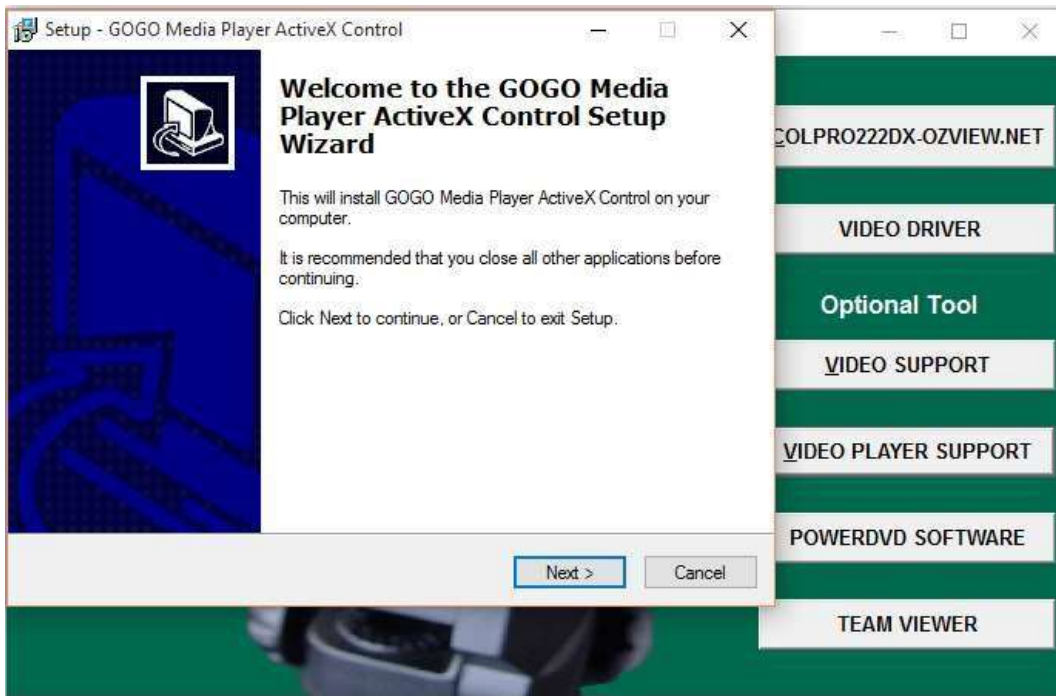 Setup - GOGO Media Player ActiveX Control
Welcome to the GOGO Media
Player ActiveX Control Setup
Wizard
This will install GOGO Media Player ActiveX Control on your
computer.
It is recommended that you close all other applications before
continuing.
Click Next to continue, or Cancel to exit Setup.
Next >
Cancel
COLPRO222DX-OZVIEW.NET
VIDEO DRIVER
Optional Tool
VIDEO SUPPORT
VIDEO PLAYER SUPPORT
POWERDVD SOFTWARE
TEAM VIEWER